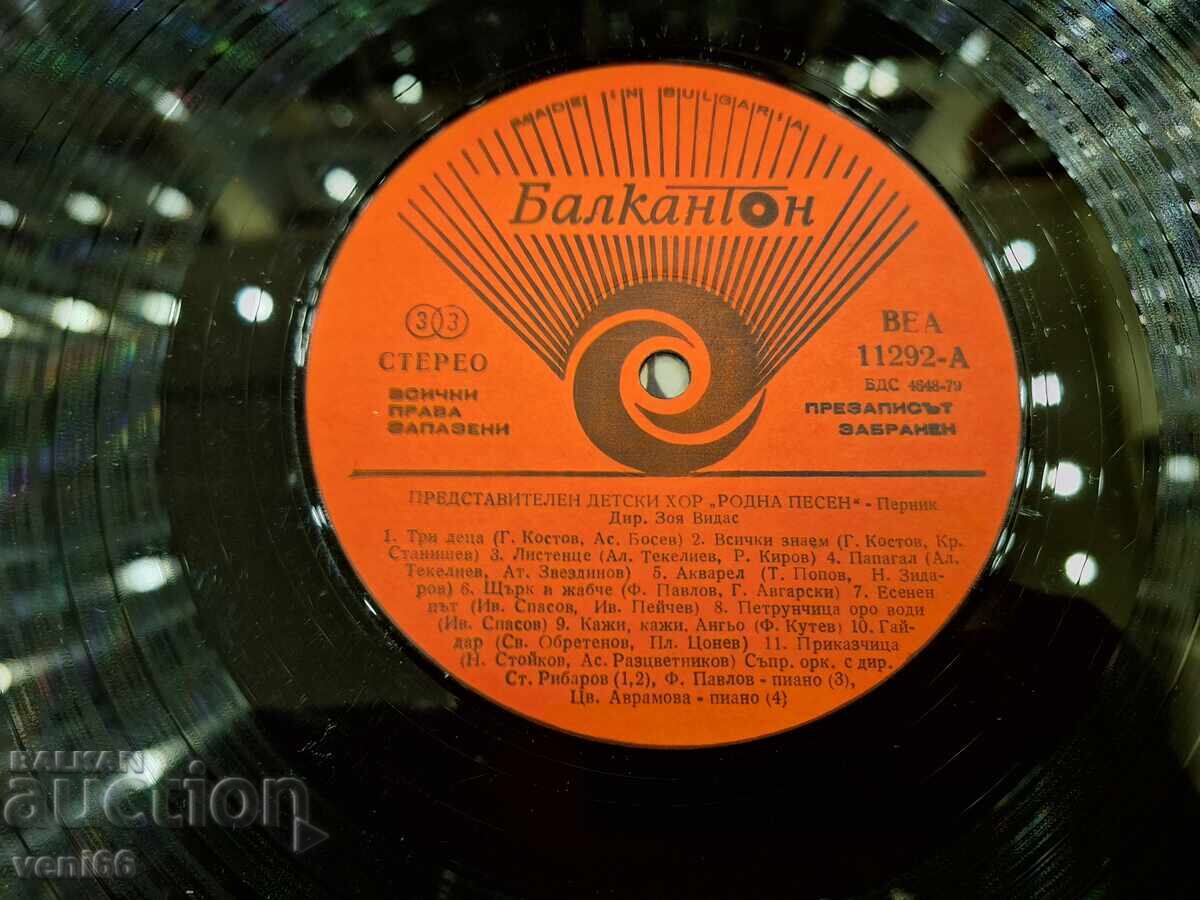 MADE IN BULGARIA
БалканТон
33
СТЕРЕО
ВСИЧКИ
ПРАВА
ЗАПАЗЕНИ
ВЕА
11292-А
БДС 4648-79
ПРЕЗАПИСЪТ
ЗАБРАНЕН
ПРЕДСТАВИТЕЛЕН ДЕТСКИ ХОР „РОДНА ПЕСЕН“ - Перник
Дир. Зоя Видас
1. Три деца (Г. Костов, Ас. Босев) 2. Всички знаем (Г. Костов, Кр.
Станишев) 3. Листенце (Ал. Текелиев, Р. Киров) 4. Папагал (Ал.
Текелиев, Ат. Звездинов) 5. Акварел (Т. Попов, Н. Зида-
ров) 6. Щърк и жабче (Ф. Павлов, Г. Авгарски) 7. Есенен
път (Ив. Спасов, Ив. Пейчев) 8. Петрунчица оро води
(Ив. Спасов) 9. Кажи, кажи, Ангьо (Ф. Кутев) 10. Гай-
дар (Св. Обретенов, Пл. Цонев) 11. Приказчица
(Н. Стойков, Ас. Разцветников) Съпр. орк. с дир.
Ст. Рибаров (1,2), Ф. Павлов - пиано (3),
Цв. Аврамова - пиано (4)
BALKAN
auction
veni66